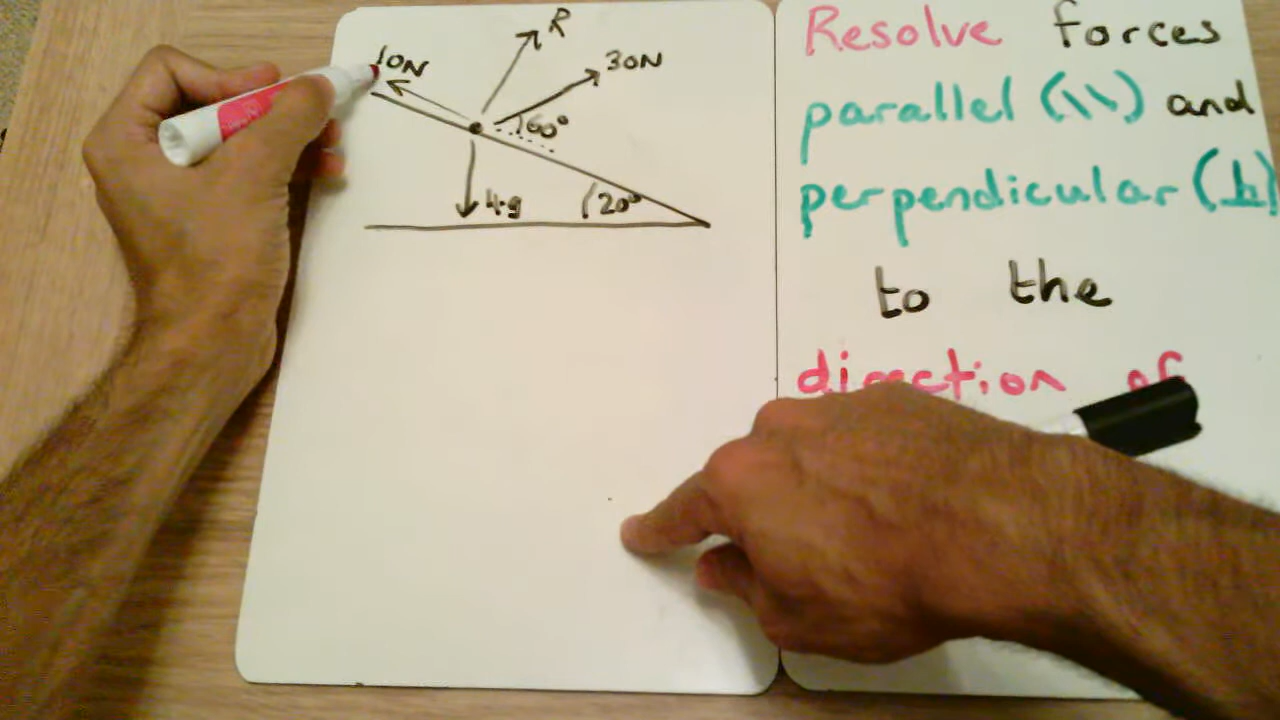 R
10N
30N
60°
4g
20°
Resolve forces
parallel (\\) and
perpendicular
to the
direction of